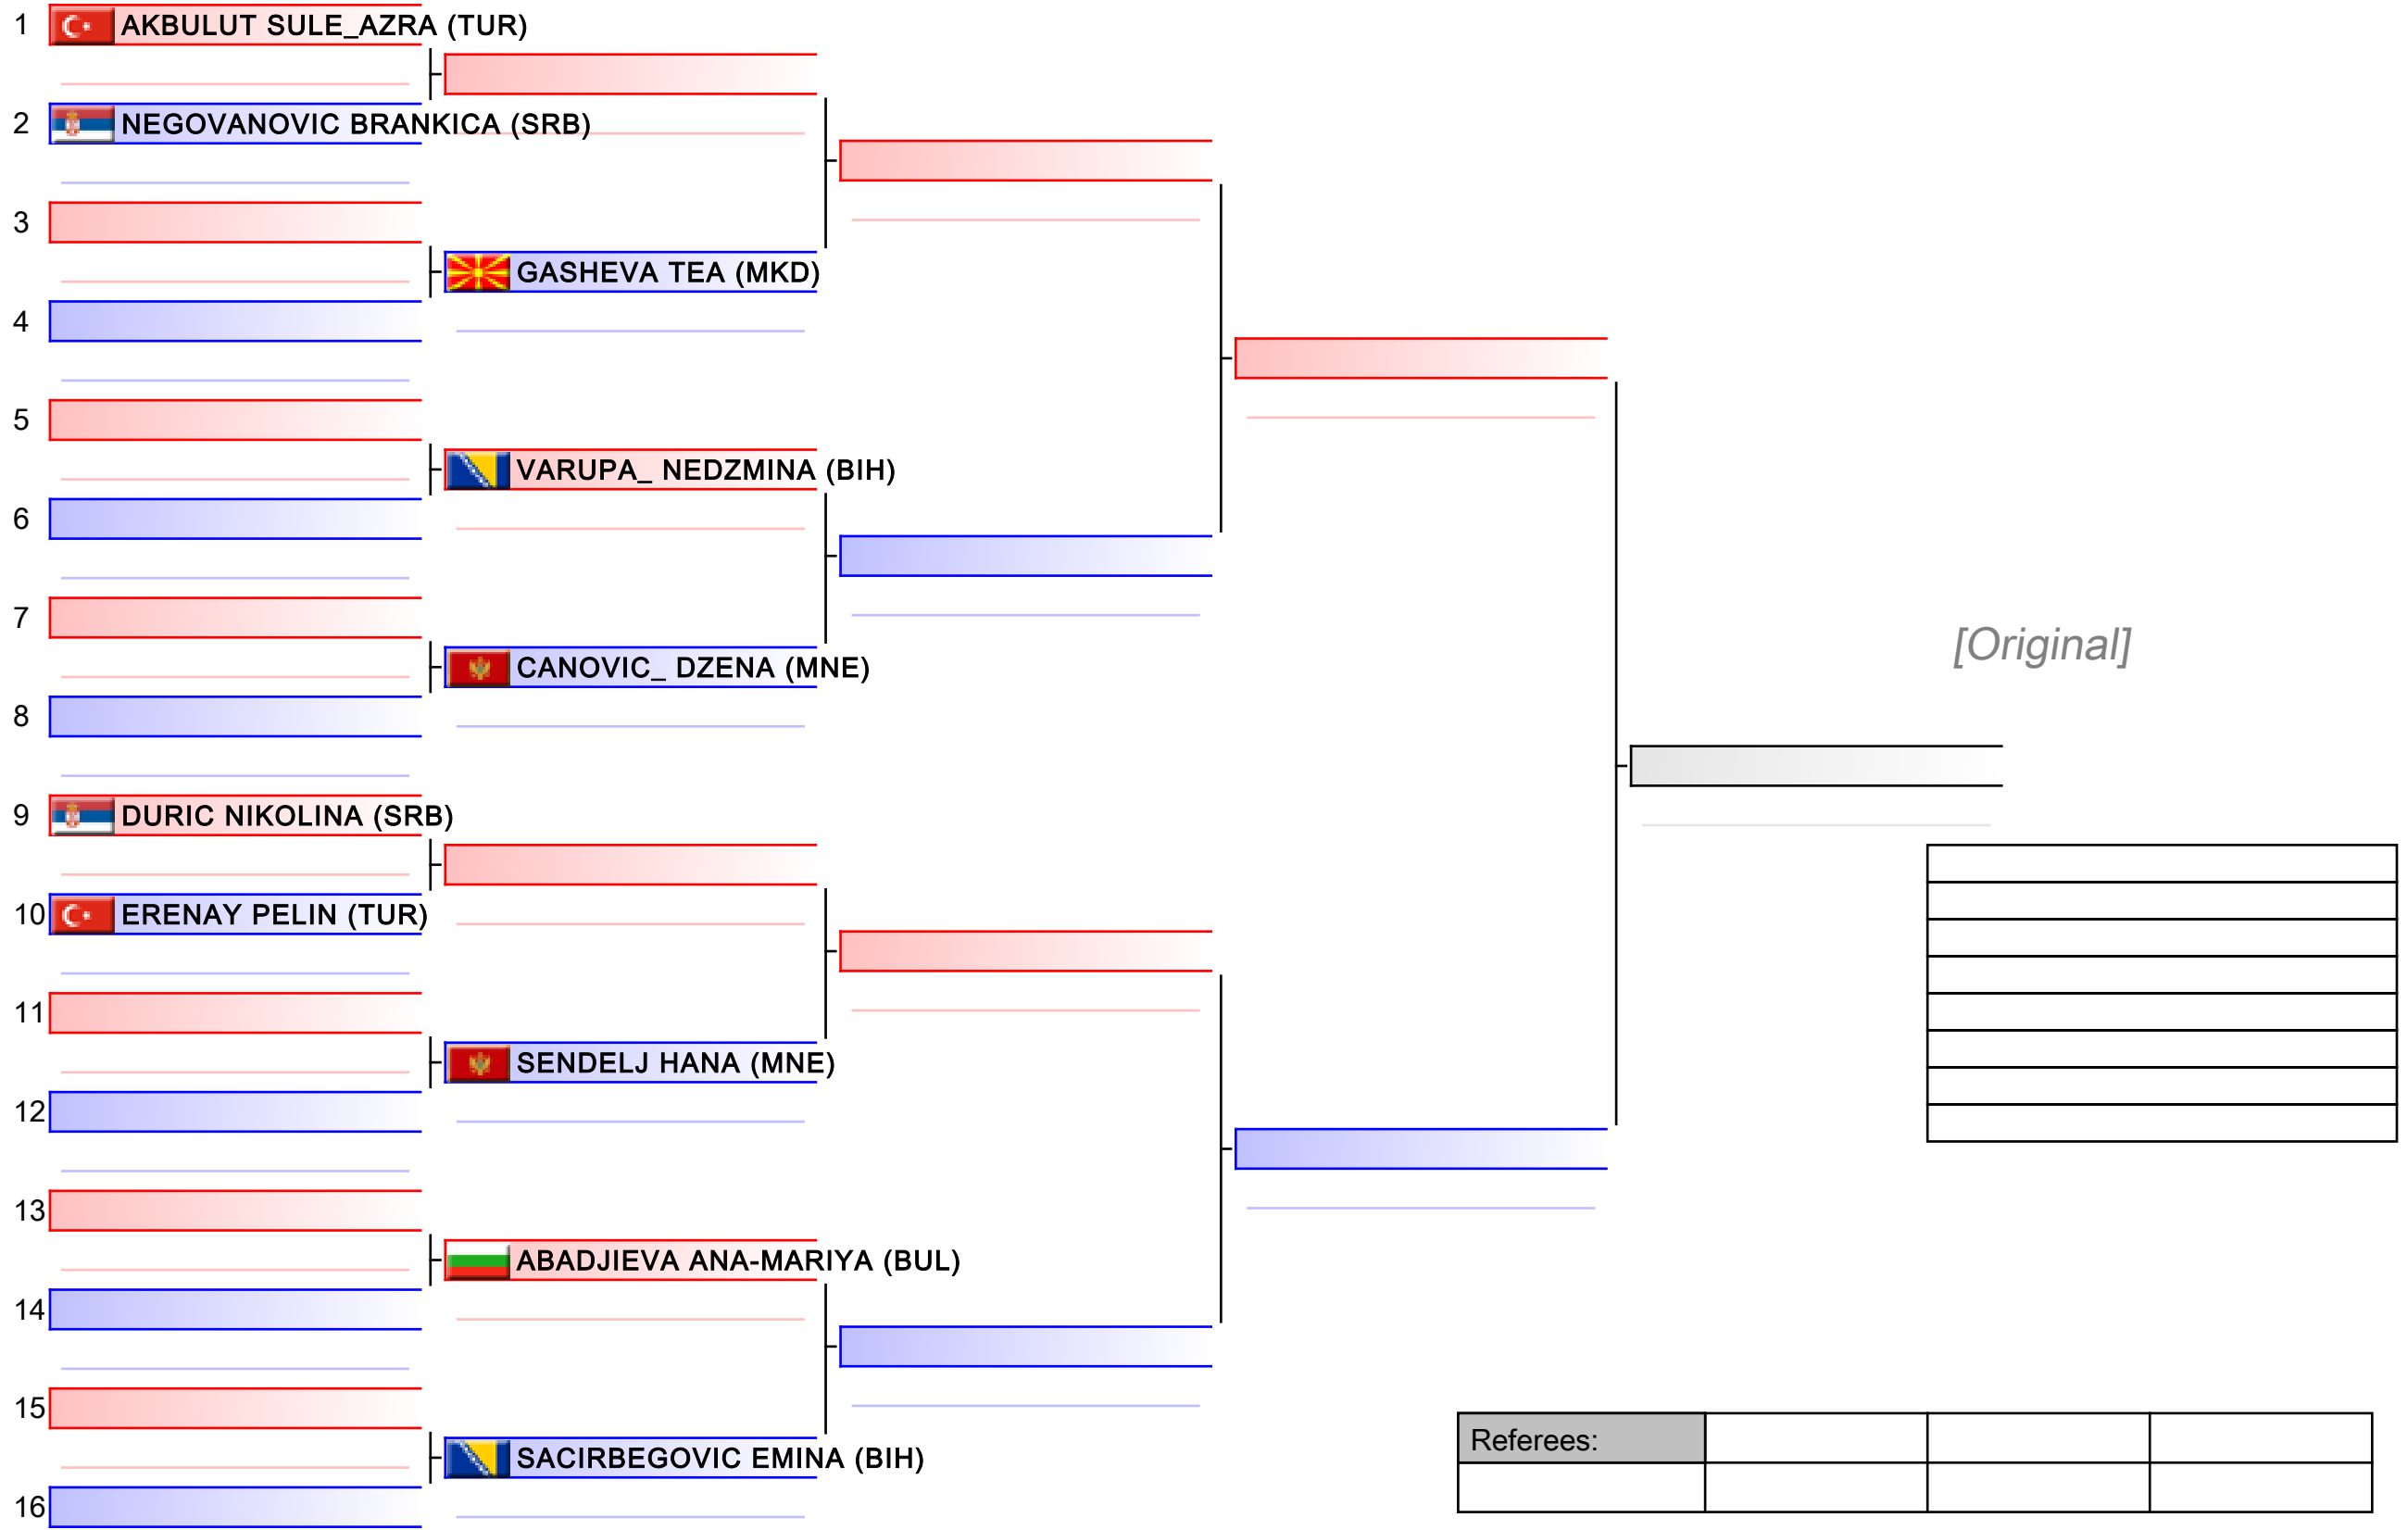 1 AKBULUT SULE_AZRA (TUR)
2 NEGOVANOVIC BRANKICA (SRB)
3
GASHEVA TEA (MKD)
4
5
VARUPA_ NEDZMINA (BIH)
6
7
[Original]
CANOVIC_ DZENA (MNE)
8
9 DURIC NIKOLINA (SRB)
10 ERENAY PELIN (TUR)
11
SENDELJ HANA (MNE)
12
13
ABADJIEVA ANA-MARIYA (BUL)
14
15
Referees:
SACIRBEGOVIC EMINA (BIH)
16